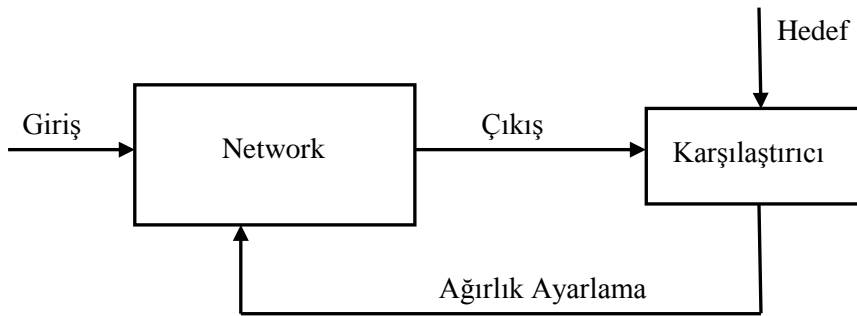 Hedef
Giriş
Network
Çıkış
Karşılaştırıcı
Ağırlık Ayarlama